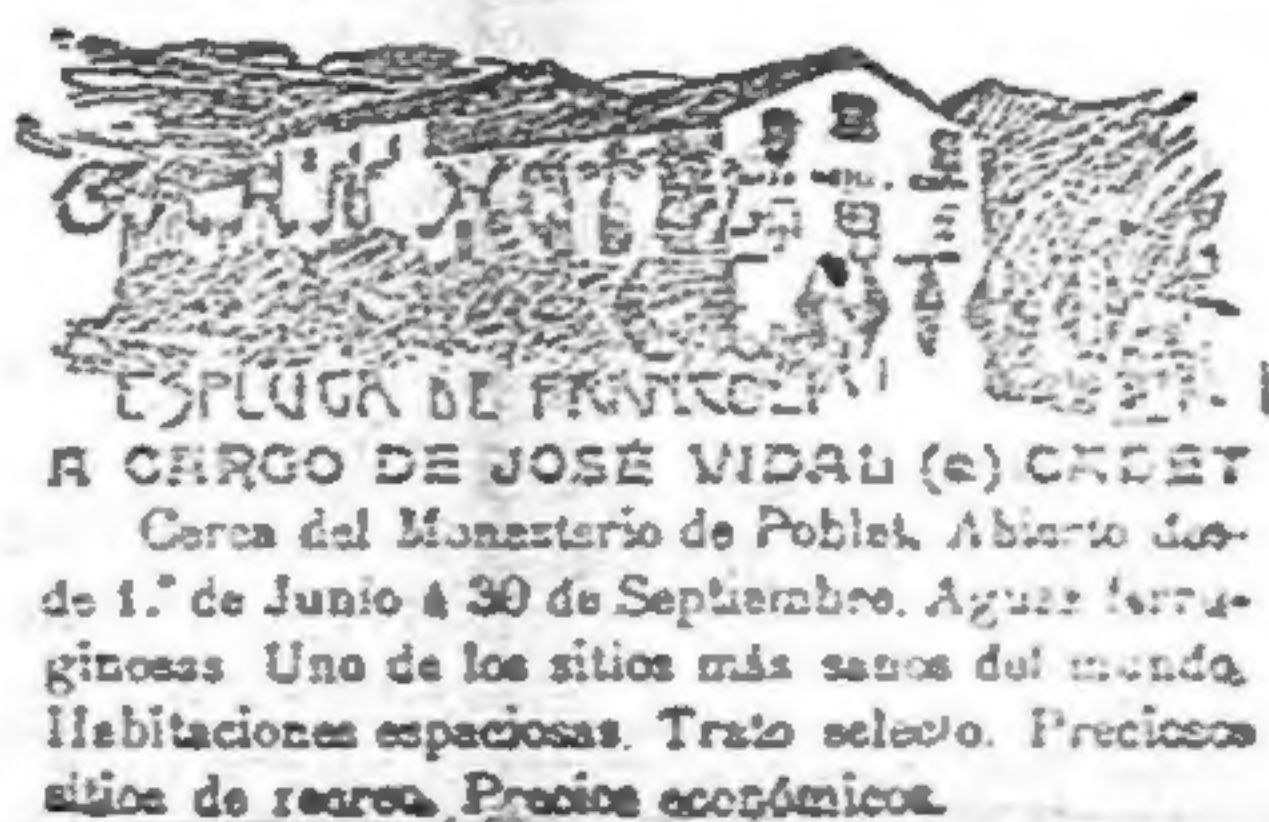 ESPLUGA DE FRANCOLI
A CARGO DE JOSÉ VIDAL (a) CADET
Cerca del Monasterio de Poblet. Abierto des-
de 1.º de Junio á 30 de Septiembre. Aguas ferru-
ginosas. Uno de los sitios más sanos del mundo.
Habitaciones espaciosas. Trato selecto. Preciosos
sitios de recreo. Precios económicos.